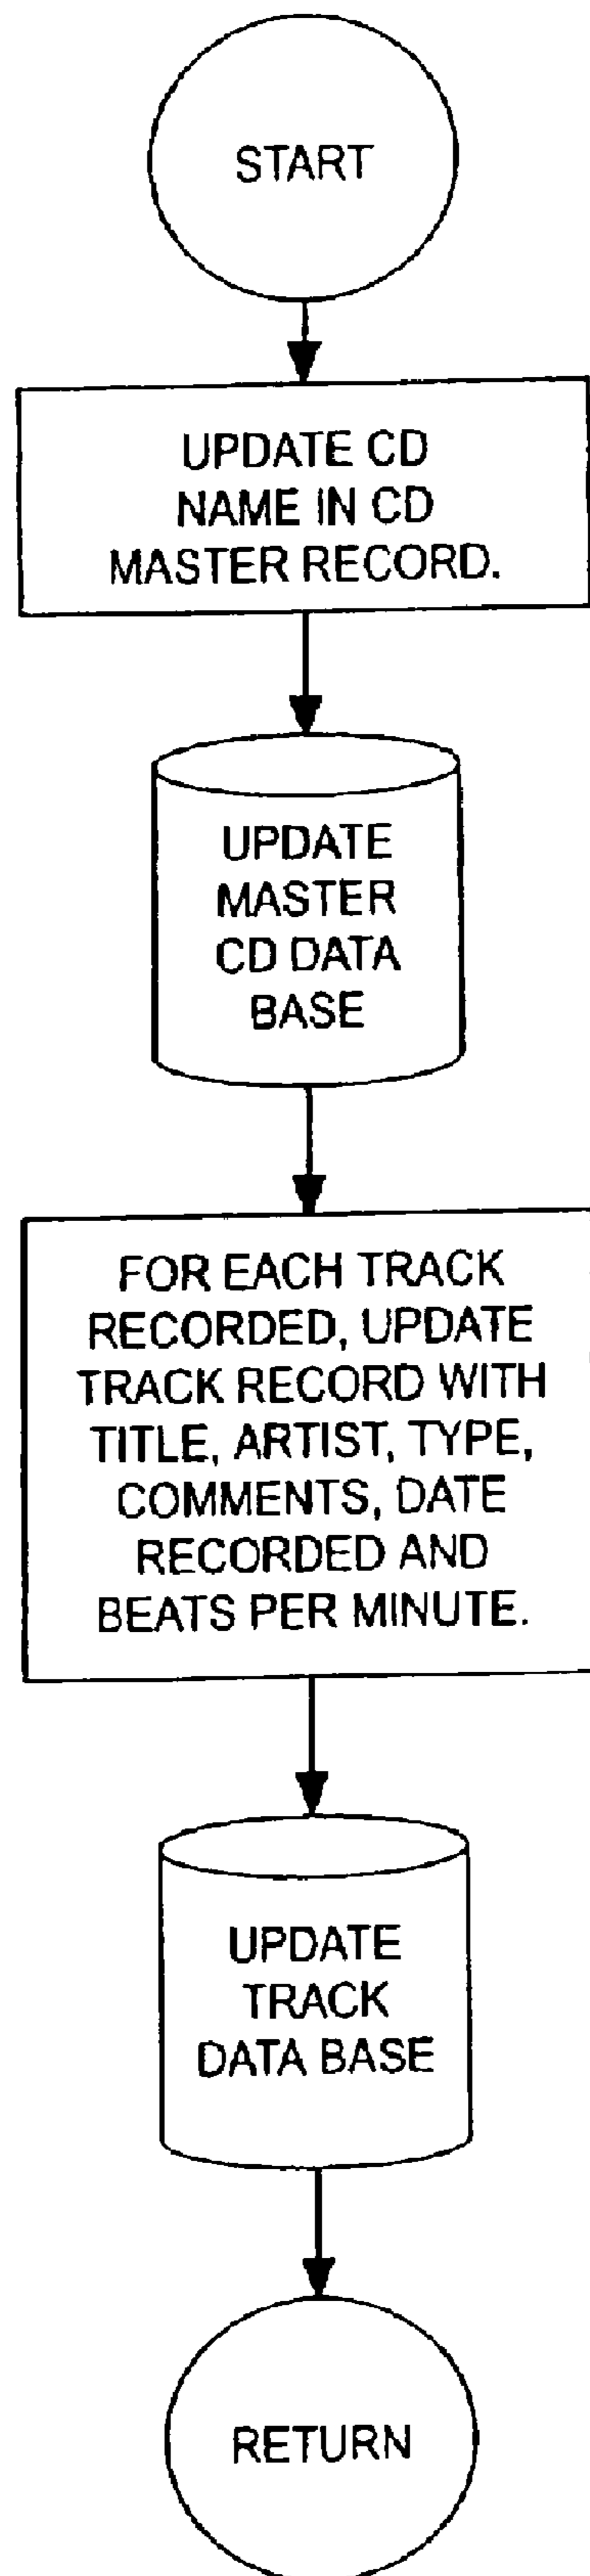 START
UPDATE CD
NAME IN CD
MASTER RECORD.
UPDATE
MASTER
CD DATA
BASE
FOR EACH TRACK
RECORDED, UPDATE
TRACK RECORD WITH
TITLE, ARTIST, TYPE,
COMMENTS, DATE
RECORDED AND
BEATS PER MINUTE.
UPDATE
TRACK
DATA BASE
RETURN